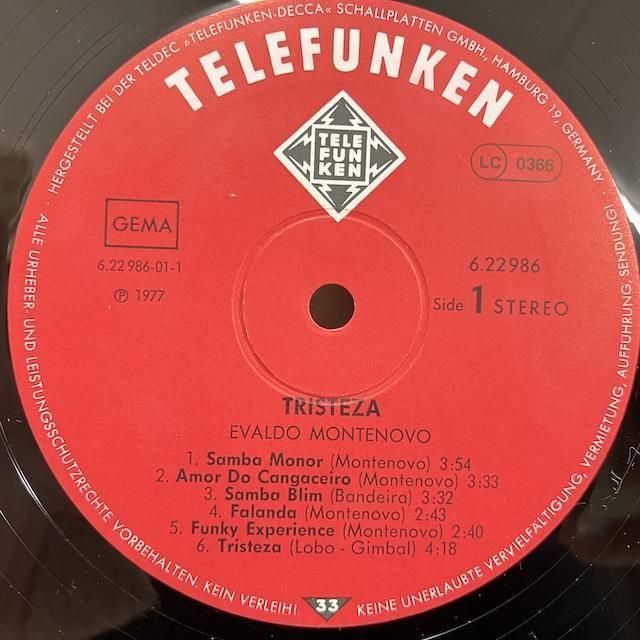 HERGESTELLT BEI DER TELDEC »TELEFUNKEN-DECCA« SCHALLPLATTEN GMBH, HAMBURG 19, GERMANY
TELEFUNKEN
TELE
FUN
KEN
LC 0366
GEMA
6.22 986-01-1
℗ 1977
6.22986
Side 1 STEREO
TRISTEZA
EVALDO MONTENOVO
1. Samba Monor (Montenovo) 3:54
2. Amor Do Cangaceiro (Montenovo) 3:33
3. Samba Blim (Bandeira) 3:32
4. Falanda (Montenovo) 2:43
5. Funky Experience (Montenovo) 2:40
6. Tristeza (Lobo - Gimbal) 4:18
· ALLE URHEBER- UND LEISTUNGSSCHUTZRECHTE VORBEHALTEN. KEIN VERLEIH!
33
KEINE UNERLAUBTE VERVIELFÄLTIGUNG, VERMIETUNG, AUFFÜHRUNG, SENDUNG! ·